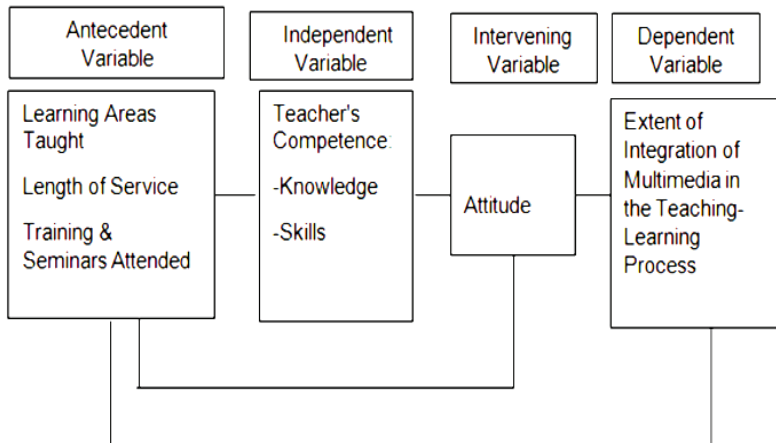 Antecedent
Variable
Independent
Variable
Intervening
Variable
Dependent
Variable
Learning Areas
Taught
Length of Service
Training &
Seminars Attended
Teacher's
Competence:
-Knowledge
-Skills
Attitude
Extent of
Integration of
Multimedia in
the Teaching-
Learning
Process